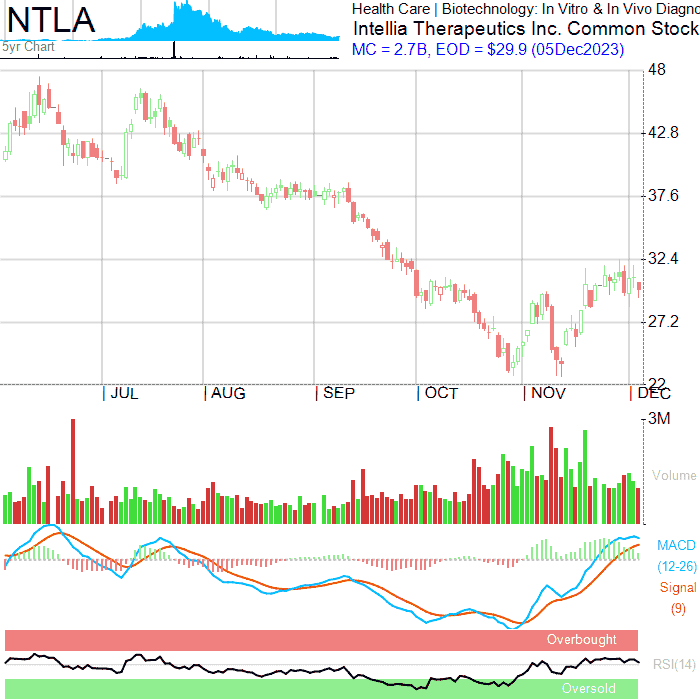 NTLA
5yr Chart
Health Care | Biotechnology: In Vitro & In Vivo Diagno
Intellia Therapeutics Inc. Common Stock
MC = 2.7B, EOD = $29.9 (05Dec2023)
48
42.8
37.6
32.4
27.2
22
JUL AUG SEP OCT NOV DEC
3M
Volume
MACD
(12-26)
Signal
(9)
Overbought
RSI(14)
Oversold